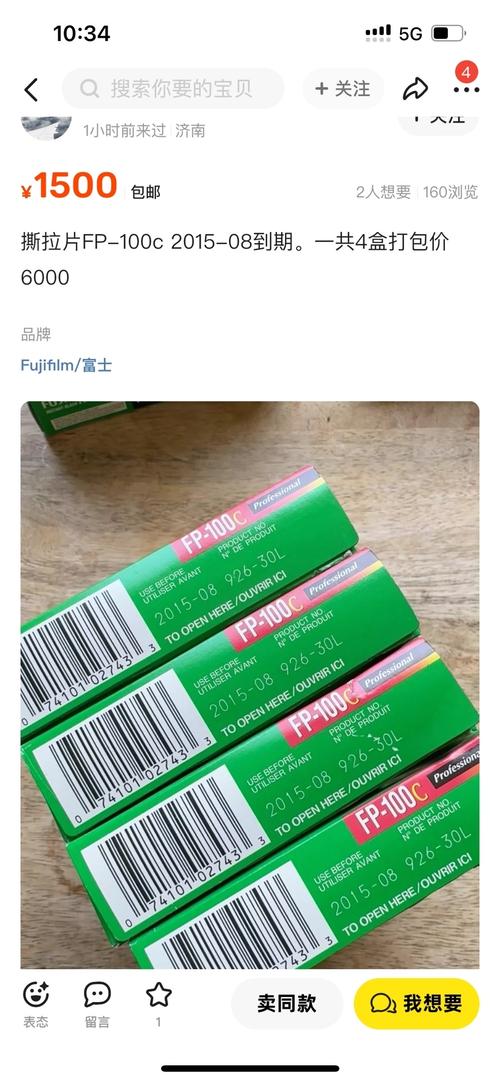 10:34
5G
搜索你要的宝贝
+ 关注
4
1小时前来过 济南
+ 关注
¥1500 包邮
2人想要 160浏览
撕拉片FP-100c 2015-08到期。一共4盒打包价
6000
品牌
Fujifilm/富士
FP-100C Professional
USE BEFORE
UTILISER AVANT
PRODUCT NO
N° DE PRODUIT
2015-08 926-30L
TO OPEN HERE/OUVRIR ICI
0 74101 02743 3
FP-100C Professional
USE BEFORE
UTILISER AVANT
PRODUCT NO
N° DE PRODUIT
2015-08 926-30L
TO OPEN HERE/OUVRIR ICI
0 74101 02743 3
FP-100C Professional
USE BEFORE
UTILISER AVANT
PRODUCT NO
N° DE PRODUIT
2015-08 926-30L
TO OPEN HERE/OUVRIR ICI
0 74101 02743 3
FP-100C Professiona
USE BEFORE
UTILISER AVANT
PRODUCT NO
N° DE PRODUIT
2015-08 926-30L
TO OPEN HERE/OUVRIR ICI
02743 3
表态
留言
1
卖同款
我想要